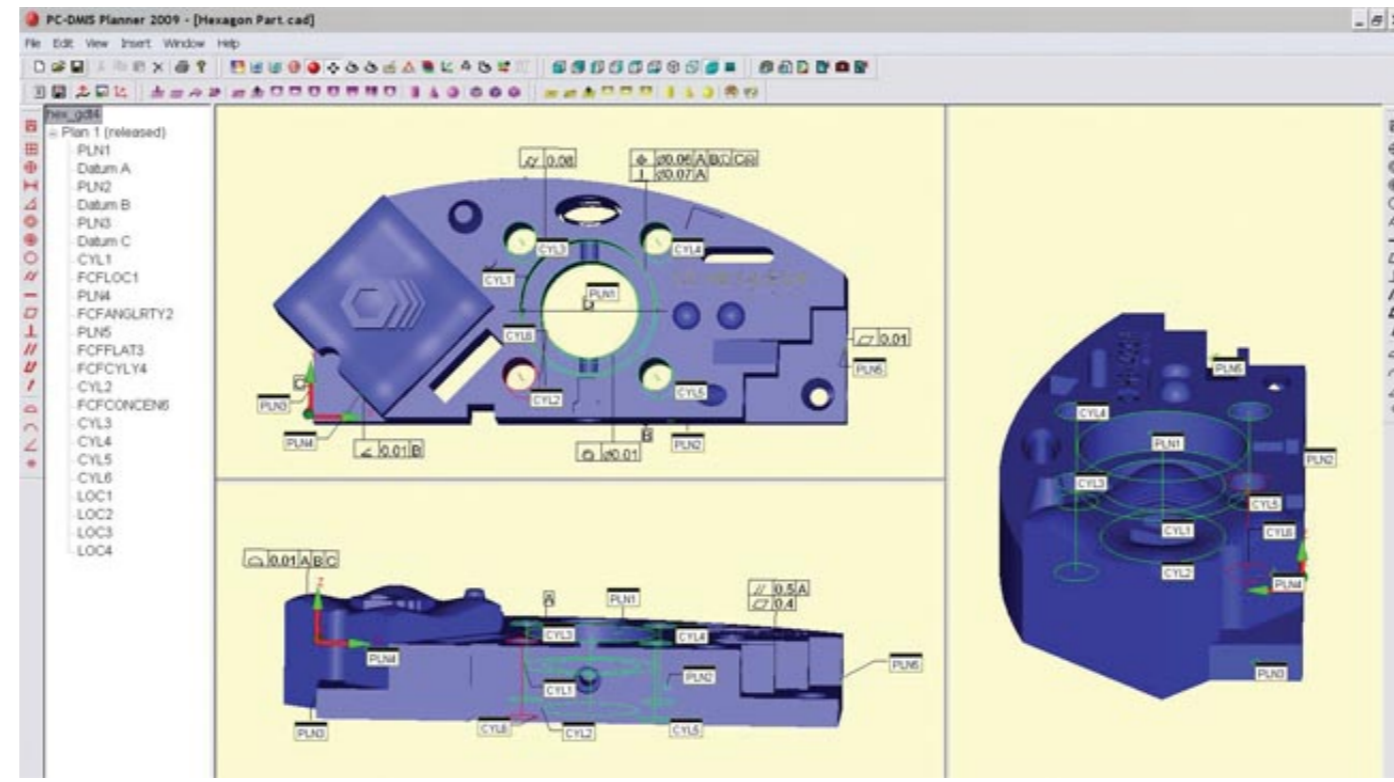 PC-DMIS Planner 2009 - [Hexagon Part.cad]
File Edit View Insert Window Help
hex_gdt4
Plan 1 (released)
PLN1
Datum A
PLN2
Datum B
PLN3
Datum C
CYL1
FCFLOC1
PLN4
FCFANGLRTY2
PLN5
FCFFLAT3
FCFCYLY4
CYL2
FCFCONCEN6
CYL3
CYL4
CYL5
CYL6
LOC1
LOC2
LOC3
LOC4
0.08
⌀0.06 A B C
⊥ ⌀0.07 A
CYL3
CYL4
CYL1
PLN1
CYL6
0.01
PLN5
C
PLN3
CYL2
CYL5
PLN4
∠ 0.01 B
⌀0.01
B
PLN2
0.01 A B C
A
PLN1
// 0.5 A
0.4
CYL3
CYL4
PLN4
PLN5
CYL1
PLN2
PLN3
CYL6
CYL2
CYL5
PLN5
CYL4
PLN1
PLN2
CYL3
CYL5
CYL1
CYL6
CYL2
PLN4
PLN3